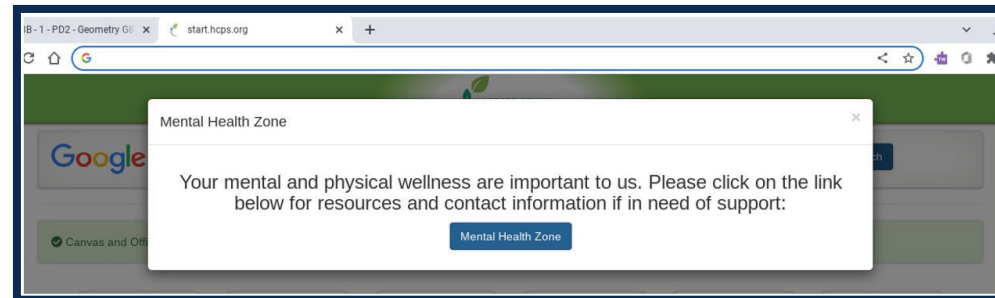 B - 1 - PD2 - Geometry G
start.hcps.org
Mental Health Zone
Google
Your mental and physical wellness are important to us. Please click on the link
below for resources and contact information if in need of support:
Mental Health Zone
Canvas and Offi